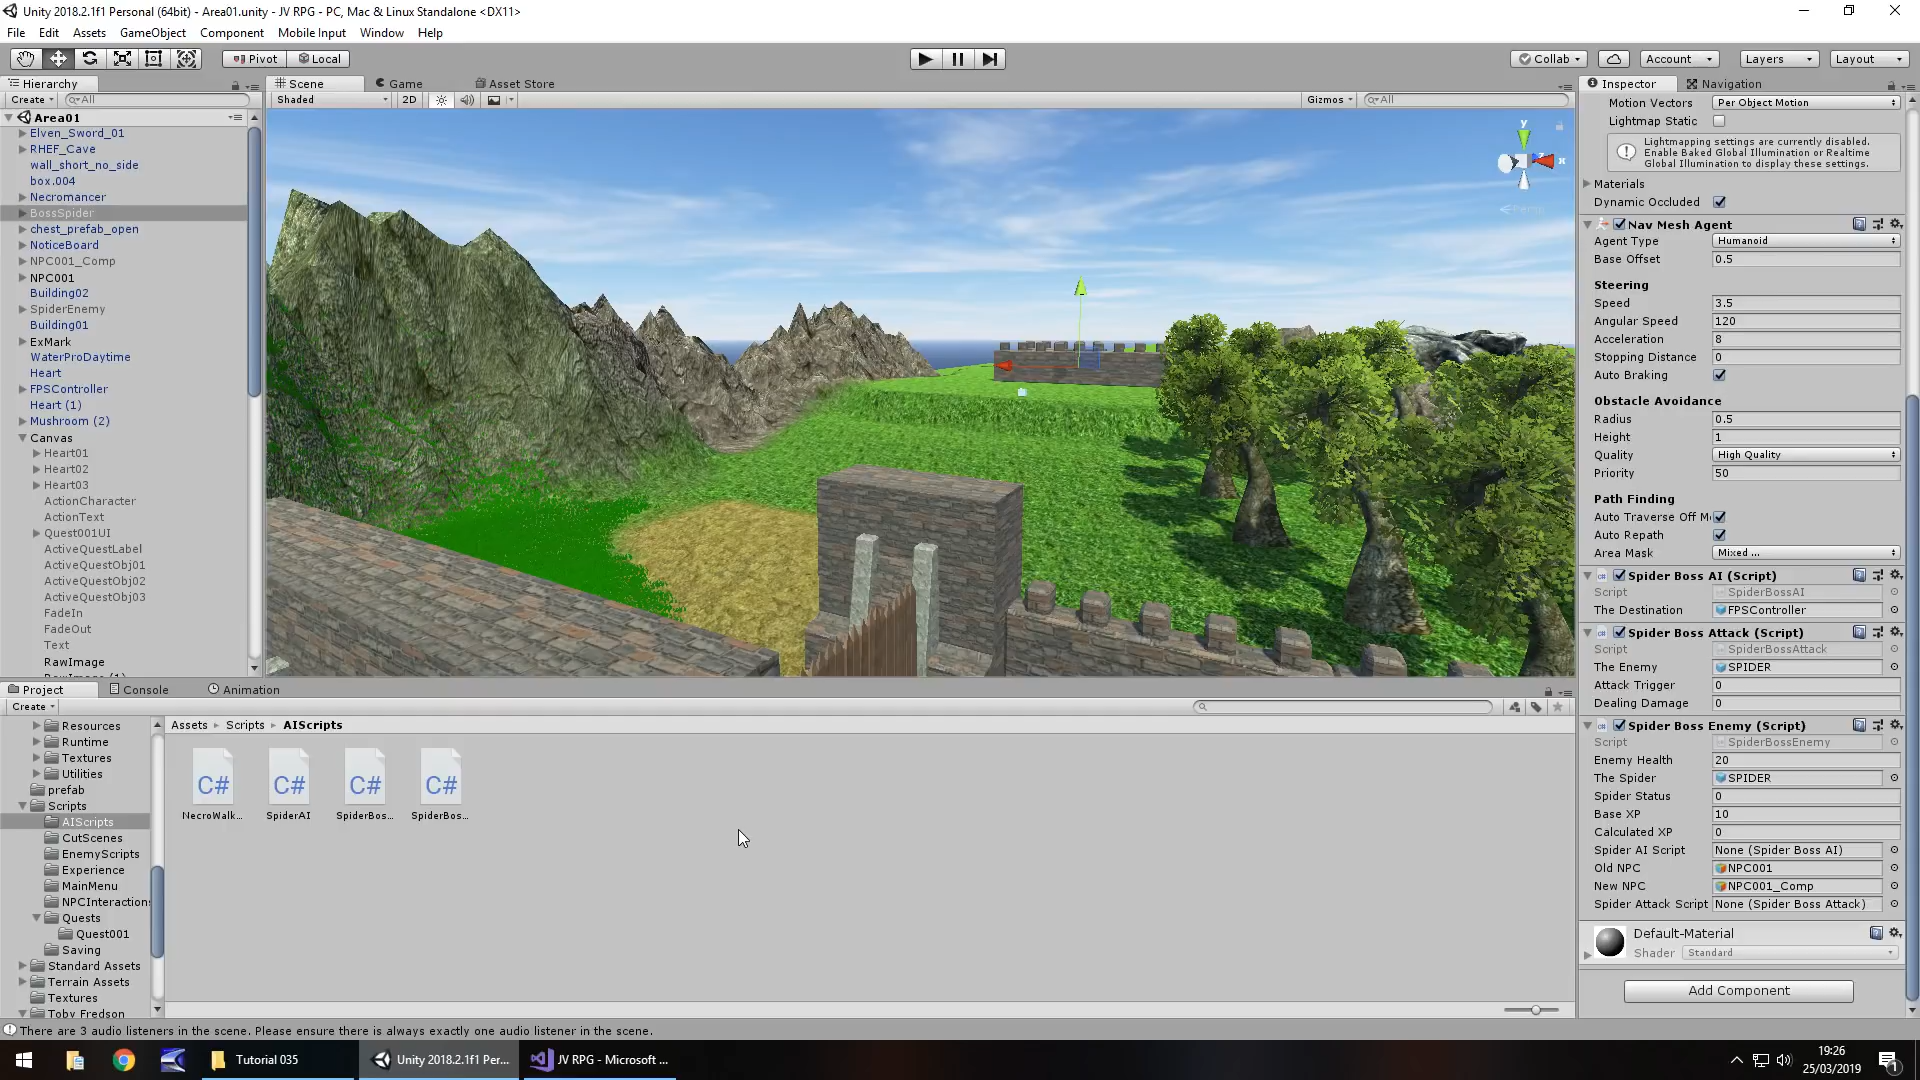 Unity 2018.2.1f1 Personal (64bit) - Area01.unity - JV RPG - PC, Mac & Linux Standalone <DX11>
File Edit Assets GameObject Component Mobile Input Window Help
Pivot Local Collab Account Layers Layout
Hierarchy
Create All
Area01
Elven_Sword_01
RHEF_Cave
wall_short_no_side
box.004
Necromancer
BossSpider
chest_prefab_open
NoticeBoard
NPC001_Comp
NPC001
Building02
SpiderEnemy
Building01
ExMark
WaterProDaytime
Heart
FPSController
Heart (1)
Mushroom (2)
Canvas
Heart01
Heart02
Heart03
ActionCharacter
ActionText
Quest001UI
ActiveQuestLabel
ActiveQuestObj01
ActiveQuestObj02
ActiveQuestObj03
FadeIn
FadeOut
Text
RawImage
Scene Game Asset Store
Shaded 2D Gizmos All
y
x
Persp
Inspector Navigation
Motion Vectors Per Object Motion
Lightmap Static
Lightmapping settings are currently disabled.
Enable Baked Global Illumination or Realtime
Global Illumination to display these settings.
Materials
Dynamic Occluded
Nav Mesh Agent
Agent Type Humanoid
Base Offset 0.5
Steering
Speed 3.5
Angular Speed 120
Acceleration 8
Stopping Distance 0
Auto Braking
Obstacle Avoidance
Radius 0.5
Height 1
Quality High Quality
Priority 50
Path Finding
Auto Traverse Off M
Auto Repath
Area Mask Mixed ...
Spider Boss AI (Script)
Script SpiderBossAI
The Destination FPSController
Spider Boss Attack (Script)
Script SpiderBossAttack
The Enemy SPIDER
Attack Trigger 0
Dealing Damage 0
Spider Boss Enemy (Script)
Script SpiderBossEnemy
Enemy Health 20
The Spider SPIDER
Spider Status 0
Base XP 10
Calculated XP 0
Spider AI Script None (Spider Boss AI)
Old NPC NPC001
New NPC NPC001_Comp
Spider Attack Script None (Spider Boss Attack)
Default-Material
Shader Standard
Add Component
Project Console Animation
Create
Resources
Runtime
Textures
Utilities
prefab
Scripts
AIScripts
CutScenes
EnemyScripts
Experience
MainMenu
NPCInteractions
Quests
Quest001
Saving
Standard Assets
Terrain Assets
Textures
Toby Fredson
Assets Scripts AIScripts
C# C# C# C#
NecroWalk... SpiderAI SpiderBos... SpiderBos...
There are 3 audio listeners in the scene. Please ensure there is always exactly one audio listener in the scene.
Tutorial 035 Unity 2018.2.1f1 Per... JV RPG - Microsoft ...
19:26
25/03/2019
1